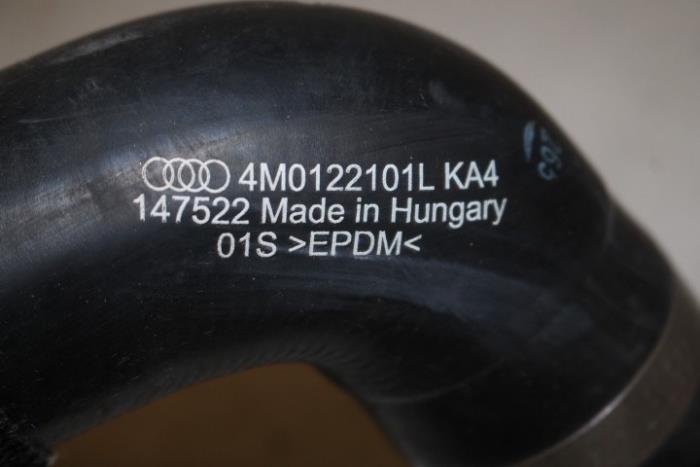 4M0122101L KA4
147522 Made in Hungary
01S >EPDM<